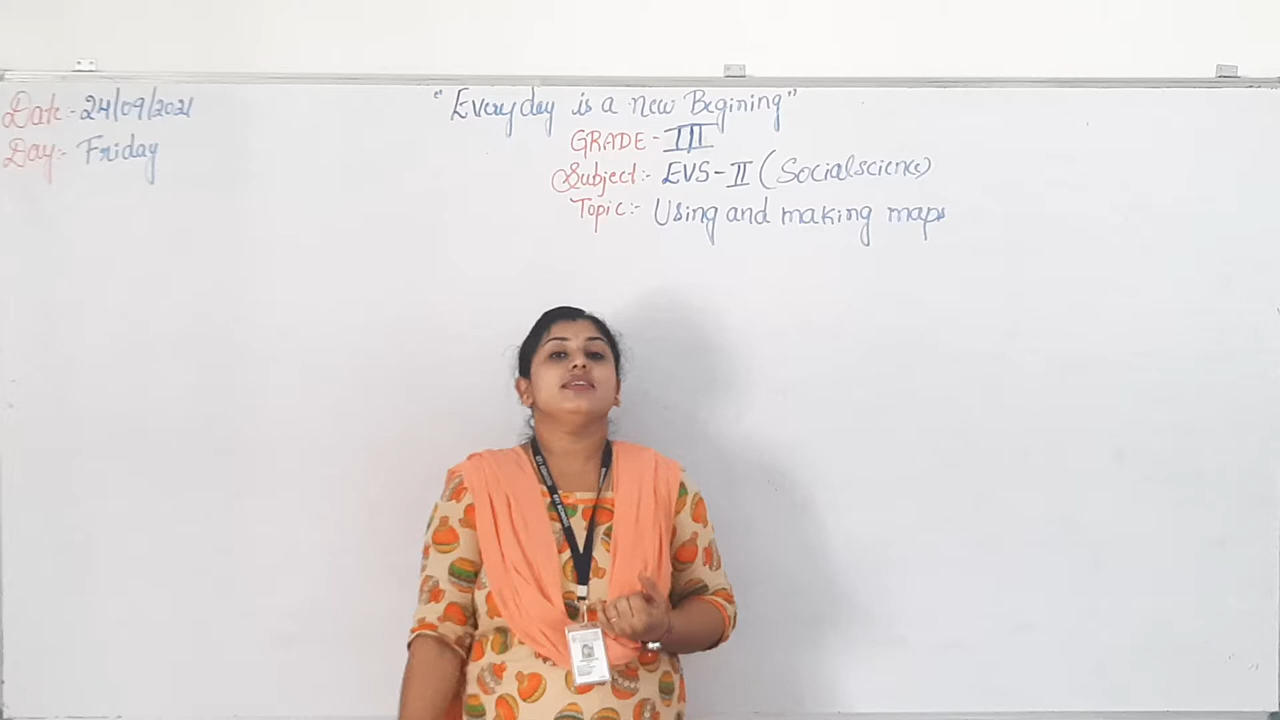 Date:- 24/09/2021
Day:- Friday
"Everyday is a new Begining"
GRADE - III
Subject:- EVS-II (Socialscience)
Topic:- Using and making maps